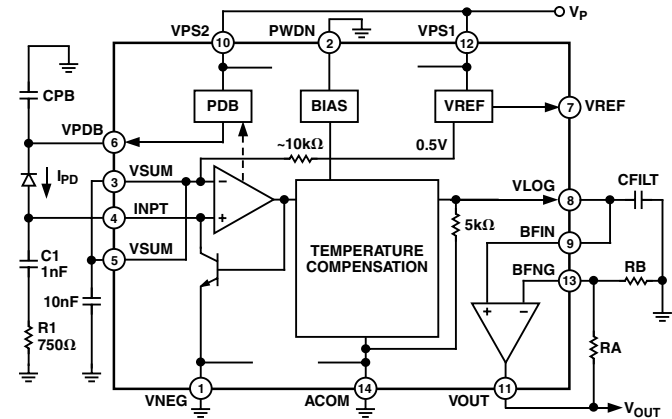 VP
VPS2
PWDN
VPS1
10
2
12
CPB
PDB
BIAS
VREF
7
VREF
VPDB
6
~10kΩ
0.5V
IPD
3
VSUM
−
VLOG
8
CFILT
4
INPT
+
5kΩ
BFIN
9
C1
1nF
5
VSUM
TEMPERATURE
COMPENSATION
BFNG
13
RB
10nF
+
−
R1
750Ω
RA
1
14
11
VNEG
ACOM
VOUT
VOUT